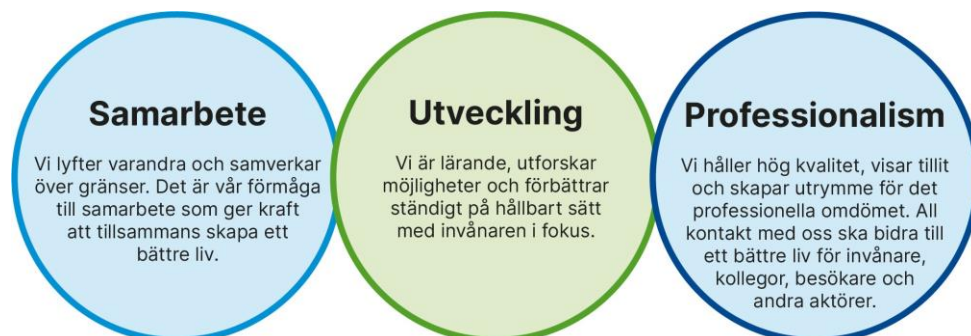 Samarbete
Vi lyfter varandra och samverkar
över gränser. Det är vår förmåga
till samarbete som ger kraft
att tillsammans skapa ett
bättre liv.
Utveckling
Vi är lärande, utforskar
möjligheter och förbättrar
ständigt på hållbart sätt
med invånaren i fokus.
Professionalism
Vi håller hög kvalitet, visar tillit
och skapar utrymme för det
professionella omdömet. All
kontakt med oss ska bidra till
ett bättre liv för invånare,
kollegor, besökare och
andra aktörer.